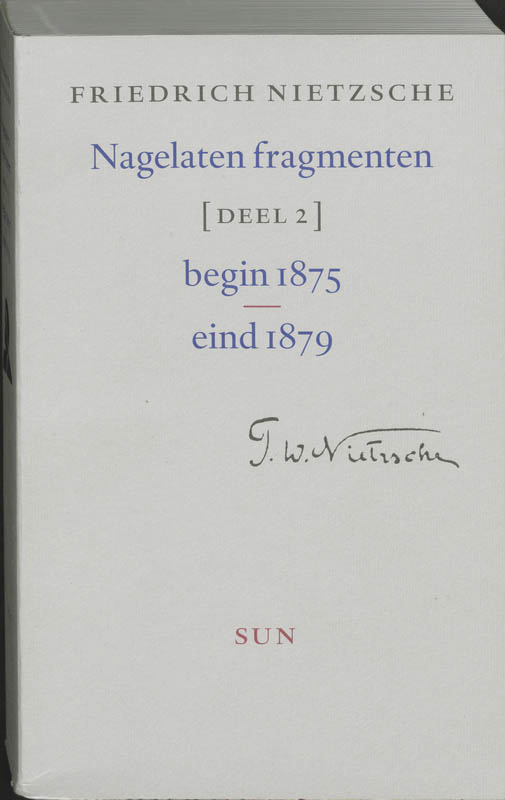 FRIEDRICH NIETZSCHE
Nagelaten fragmenten
[DEEL 2]
begin 1875
eind 1879
F. W. Nietzsche
SUN